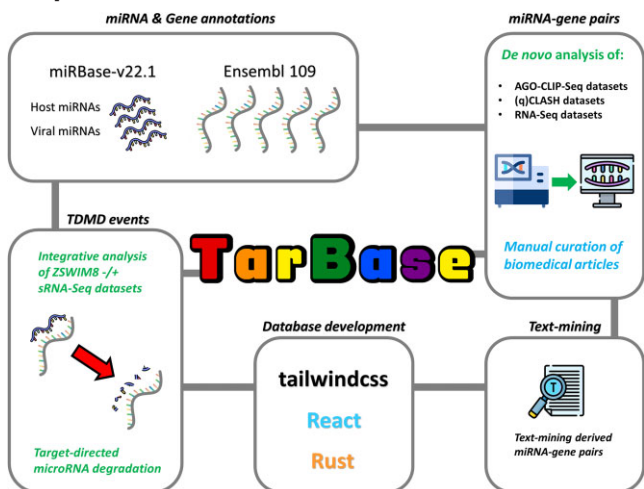 miRNA & Gene annotations
miRBase-v22.1
Host miRNAs
Viral miRNAs
Ensembl 109
miRNA-gene pairs
De novo analysis of:
• AGO-CLIP-Seq datasets
• (q)CLASH datasets
• RNA-Seq datasets
Manual curation of
biomedical articles
TDMD events
Integrative analysis
of ZSWIM8 -/+
sRNA-Seq datasets
Target-directed
microRNA degradation
TarBase
Database development
tailwindcss
React
Rust
Text-mining
T
Text-mining derived
miRNA-gene pairs